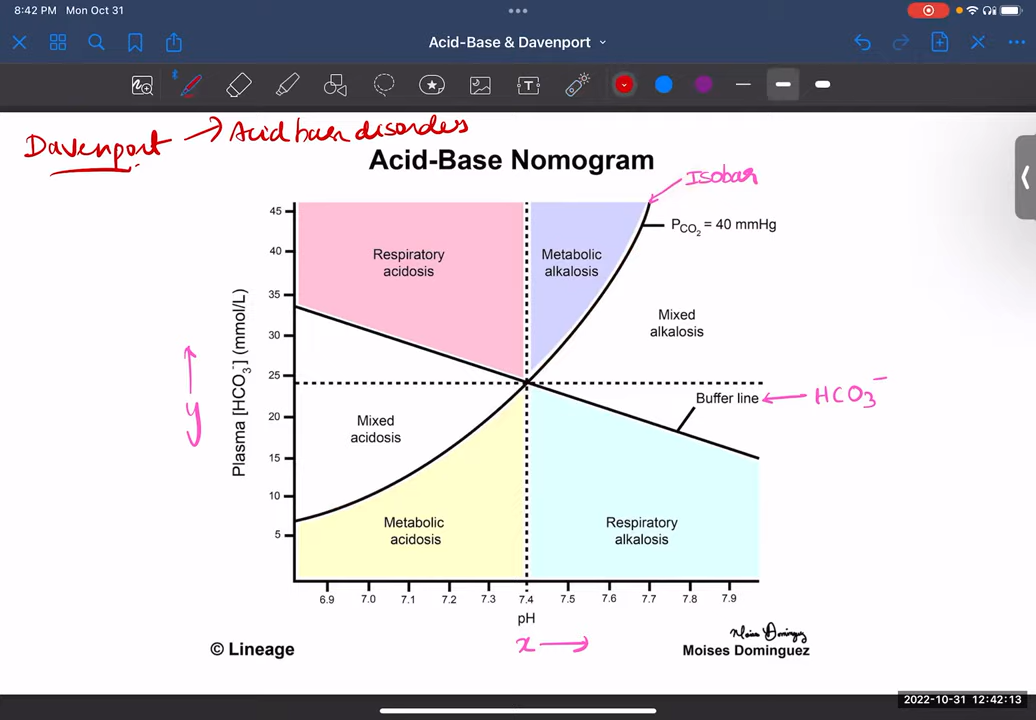 8:42 PM Mon Oct 31
Acid-Base & Davenport
Davenport → Acid base disorders
Acid-Base Nomogram
Isobar
PCO₂ = 40 mmHg
Respiratory
acidosis
Metabolic
alkalosis
Mixed
alkalosis
Buffer line
HCO₃⁻
Mixed
acidosis
Metabolic
acidosis
Respiratory
alkalosis
Plasma [HCO₃⁻] (mmol/L)
y
45
40
35
30
25
20
15
10
5
6.9 7.0 7.1 7.2 7.3 7.4 7.5 7.6 7.7 7.8 7.9
pH
x
© Lineage
Moises Dominguez
Moises Dominguez
2022-10-31 12:42:13